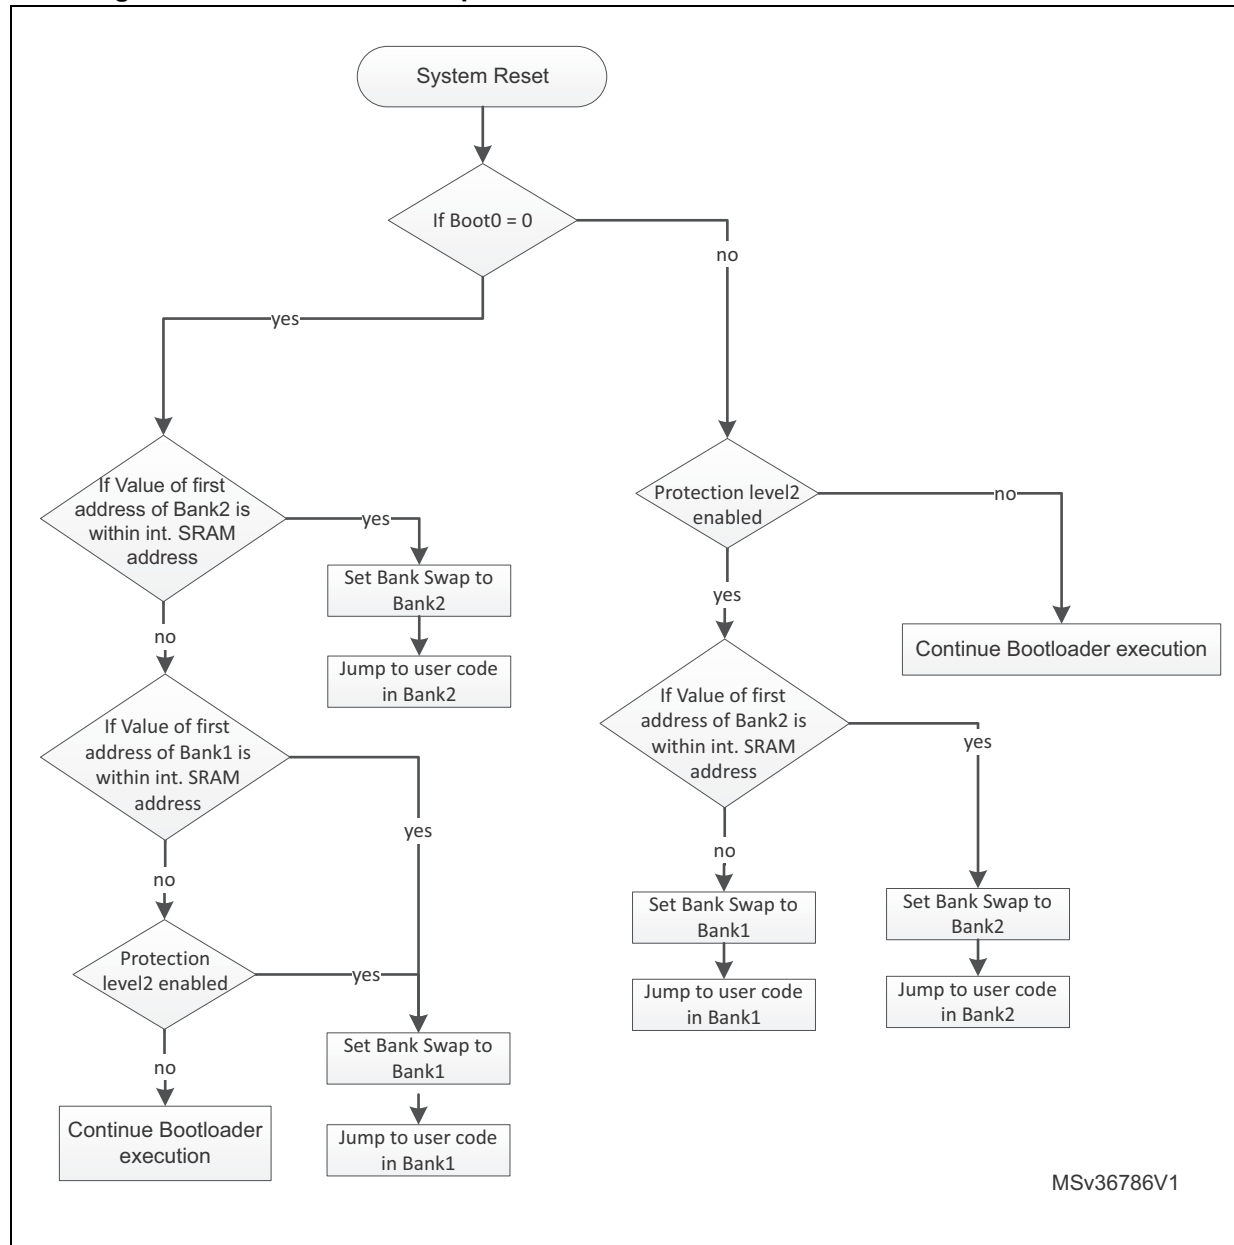 System Reset
If Boot0 = 0
no
yes
If Value of first
address of Bank2 is
within int. SRAM
address
yes
Set Bank Swap to
Bank2
Jump to user code
in Bank2
no
If Value of first
address of Bank1 is
within int. SRAM
address
yes
no
Protection
level2 enabled
yes
no
Set Bank Swap to
Bank1
Jump to user code
in Bank1
Continue Bootloader
execution
Protection level2
enabled
no
Continue Bootloader execution
yes
If Value of first
address of Bank2 is
within int. SRAM
address
yes
no
Set Bank Swap to
Bank1
Jump to user code
in Bank1
Set Bank Swap to
Bank2
Jump to user code
in Bank2
MSv36786V1